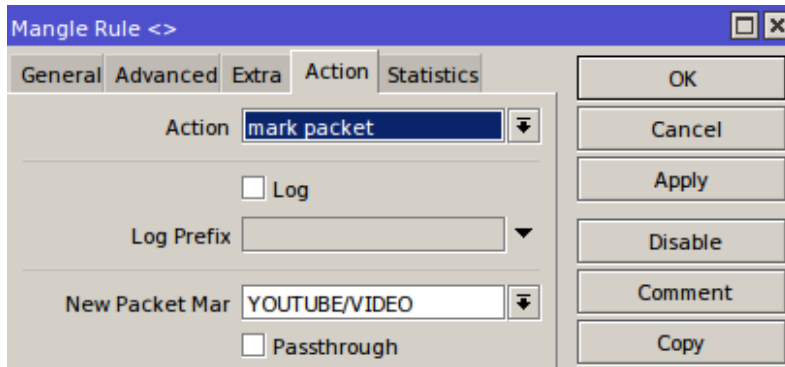 Mangle Rule <>
General Advanced Extra Action Statistics
OK
Action mark packet
Cancel
Log
Apply
Log Prefix
Disable
New Packet Mar YOUTUBE/VIDEO
Comment
Passthrough
Copy